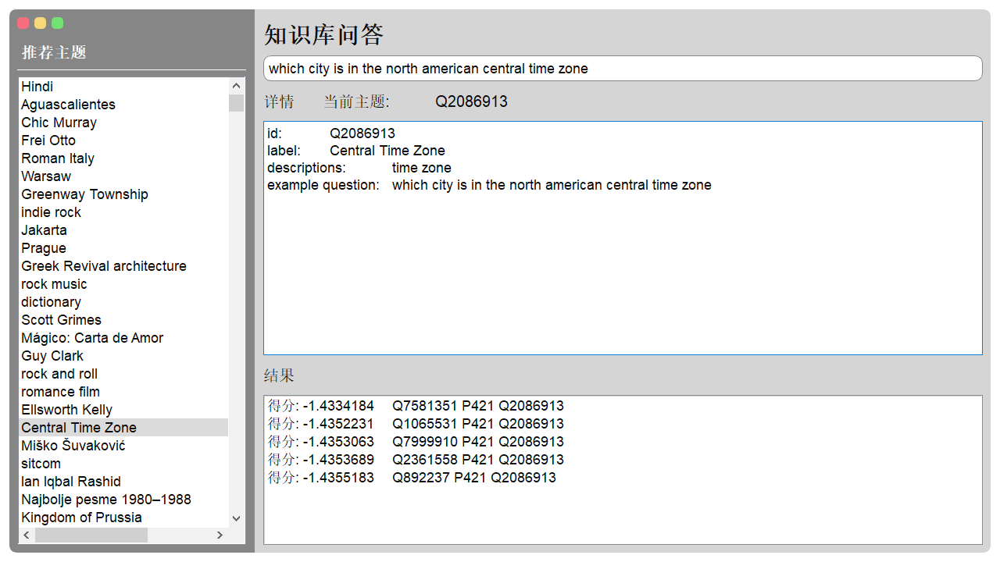 推荐主题
Hindi
Aguascalientes
Chic Murray
Frei Otto
Roman Italy
Warsaw
Greenway Township
indie rock
Jakarta
Prague
Greek Revival architecture
rock music
dictionary
Scott Grimes
Mágico: Carta de Amor
Guy Clark
rock and roll
romance film
Ellsworth Kelly
Central Time Zone
Miško Šuvaković
sitcom
Ian Iqbal Rashid
Najbolje pesme 1980–1988
Kingdom of Prussia
知识库问答
which city is in the north american central time zone
详情 当前主题: Q2086913
id: Q2086913
label: Central Time Zone
descriptions: time zone
example question: which city is in the north american central time zone
结果
得分: -1.4334184 Q7581351 P421 Q2086913
得分: -1.4352231 Q1065531 P421 Q2086913
得分: -1.4353063 Q7999910 P421 Q2086913
得分: -1.4353689 Q2361558 P421 Q2086913
得分: -1.4355183 Q892237 P421 Q2086913